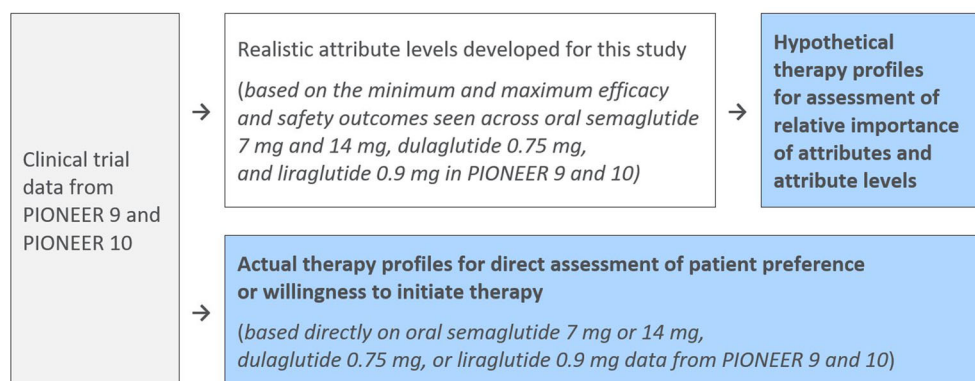 Clinical trial
data from
PIONEER 9 and
PIONEER 10
→
Realistic attribute levels developed for this study
(based on the minimum and maximum efficacy
and safety outcomes seen across oral semaglutide
7 mg and 14 mg, dulaglutide 0.75 mg,
and liraglutide 0.9 mg in PIONEER 9 and 10)
→
Hypothetical
therapy profiles
for assessment of
relative importance
of attributes and
attribute levels
→
Actual therapy profiles for direct assessment of patient preference
or willingness to initiate therapy
(based directly on oral semaglutide 7 mg or 14 mg,
dulaglutide 0.75 mg, or liraglutide 0.9 mg data from PIONEER 9 and 10)